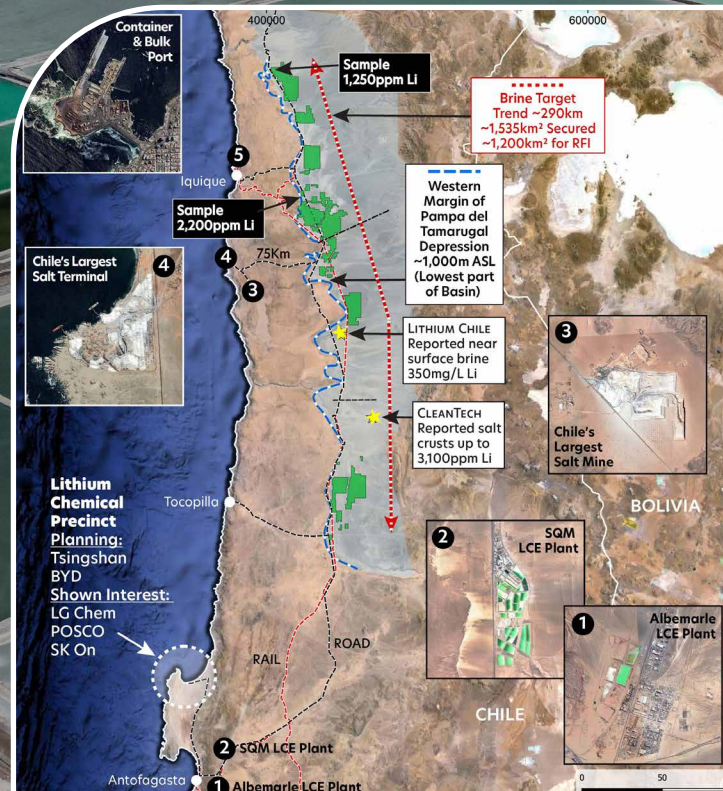 400000
600000
Container
& Bulk
Port
Sample
1,250ppm Li
Brine Target
Trend ~290km
~1,535km² Secured
~1,200km² for RFI
5
Iquique
Sample
2,200ppm Li
Western
Margin of
Pampa del
Tamarugal
Depression
~1,000m ASL
(Lowest part
of Basin)
Chile's Largest
Salt Terminal
4
4
75Km
3
LITHIUM CHILE
Reported near
surface brine
350mg/L Li
3
Chile's
Largest
Salt Mine
CLEANTECH
Reported salt
crusts up to
3,100ppm Li
Lithium
Chemical
Precinct
Planning:
Tsingshan
BYD
Shown Interest:
LG Chem
POSCO
SK On
Tocopilla
BOLIVIA
2
SQM
LCE Plant
1
Albemarle
LCE Plant
RAIL
ROAD
CHILE
2 SQM LCE Plant
Antofagasta
1 Albemarle LCE Plant
0
50